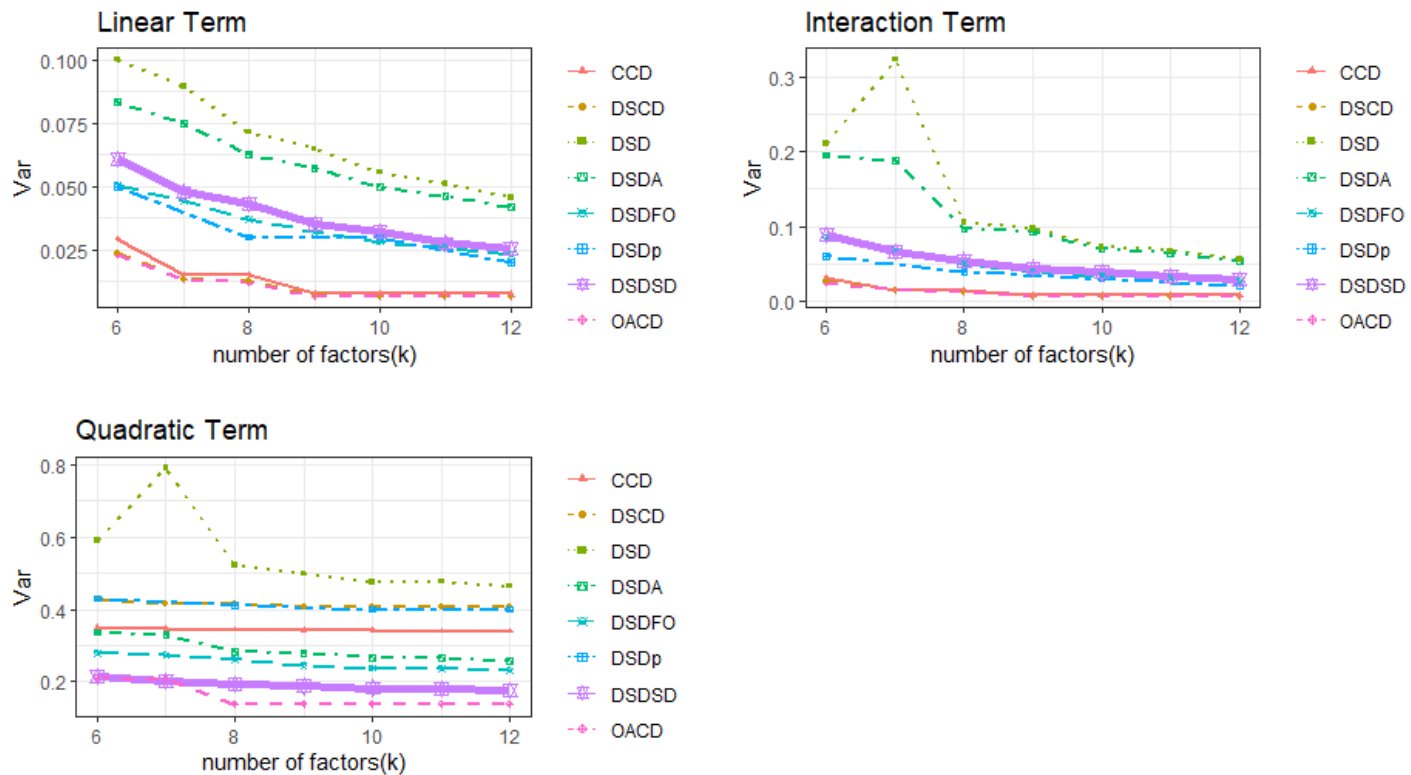 Linear Term
Var
0.100
0.075
0.050
0.025
6
8
10
12
number of factors(k)
CCD
DSCD
DSD
DSDA
DSDFO
DSDp
DSDSD
OACD
Interaction Term
Var
0.3
0.2
0.1
0.0
6
8
10
12
number of factors(k)
CCD
DSCD
DSD
DSDA
DSDFO
DSDp
DSDSD
OACD
Quadratic Term
Var
0.8
0.6
0.4
0.2
6
8
10
12
number of factors(k)
CCD
DSCD
DSD
DSDA
DSDFO
DSDp
DSDSD
OACD